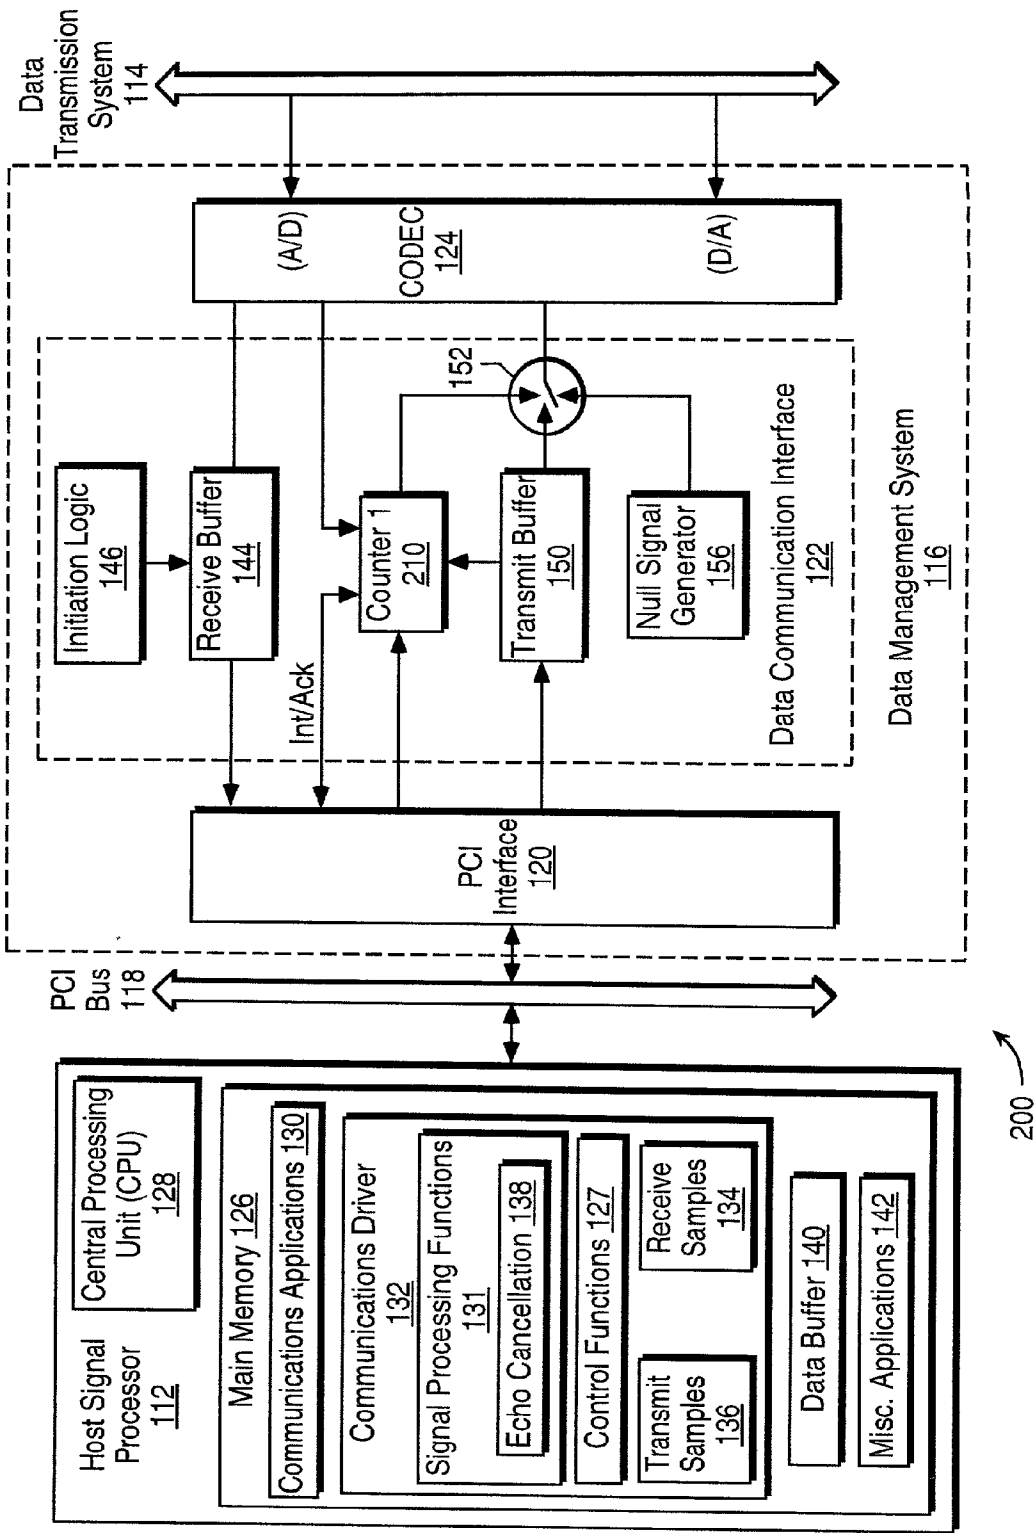 Host Signal
Processor
112
Central Processing
Unit (CPU)
128
Main Memory 126
Communications Applications 130
Communications Driver
132
Signal Processing Functions
131
Echo Cancellation 138
Control Functions 127
Transmit
Samples
136
Receive
Samples
134
Data Buffer 140
Misc. Applications 142
PCI
Bus
118
PCI
Interface
120
Initiation Logic
146
Receive Buffer
144
Int/Ack
Counter 1
210
Transmit Buffer
150
Null Signal
Generator
156
152
Data Communication Interface
122
Data Management System
116
(A/D)
CODEC
124
(D/A)
Data
Transmission
System
114
200